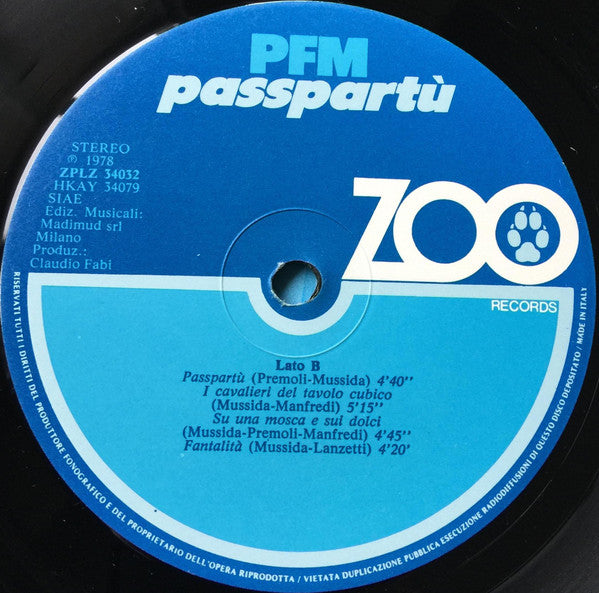 PFM
passpartù
STEREO
℗ 1978
ZPLZ 34032
HKAY 34079
SIAE
Ediz. Musicali:
Madimud srl
Milano
Produz.:
Claudio Fabi
ZOO
RECORDS
Lato B
Passpartù (Premoli-Mussida) 4'40''
I cavalieri del tavolo cubico
(Mussida-Manfredi) 5'15''
Su una mosca e sui dolci
(Mussida-Premoli-Manfredi) 4'45''
Fantalità (Mussida-Lanzetti) 4'20'
RISERVATI TUTTI I DIRITTI DEL PRODUTTORE FONOGRAFICO E DEL PROPRIETARIO DELL'OPERA RIPRODOTTA / VIETATA DUPLICAZIONE PUBBLICA ESECUZIONE RADIODIFFUSIONI DI QUESTO DISCO DEPOSITATO / MADE IN ITALY